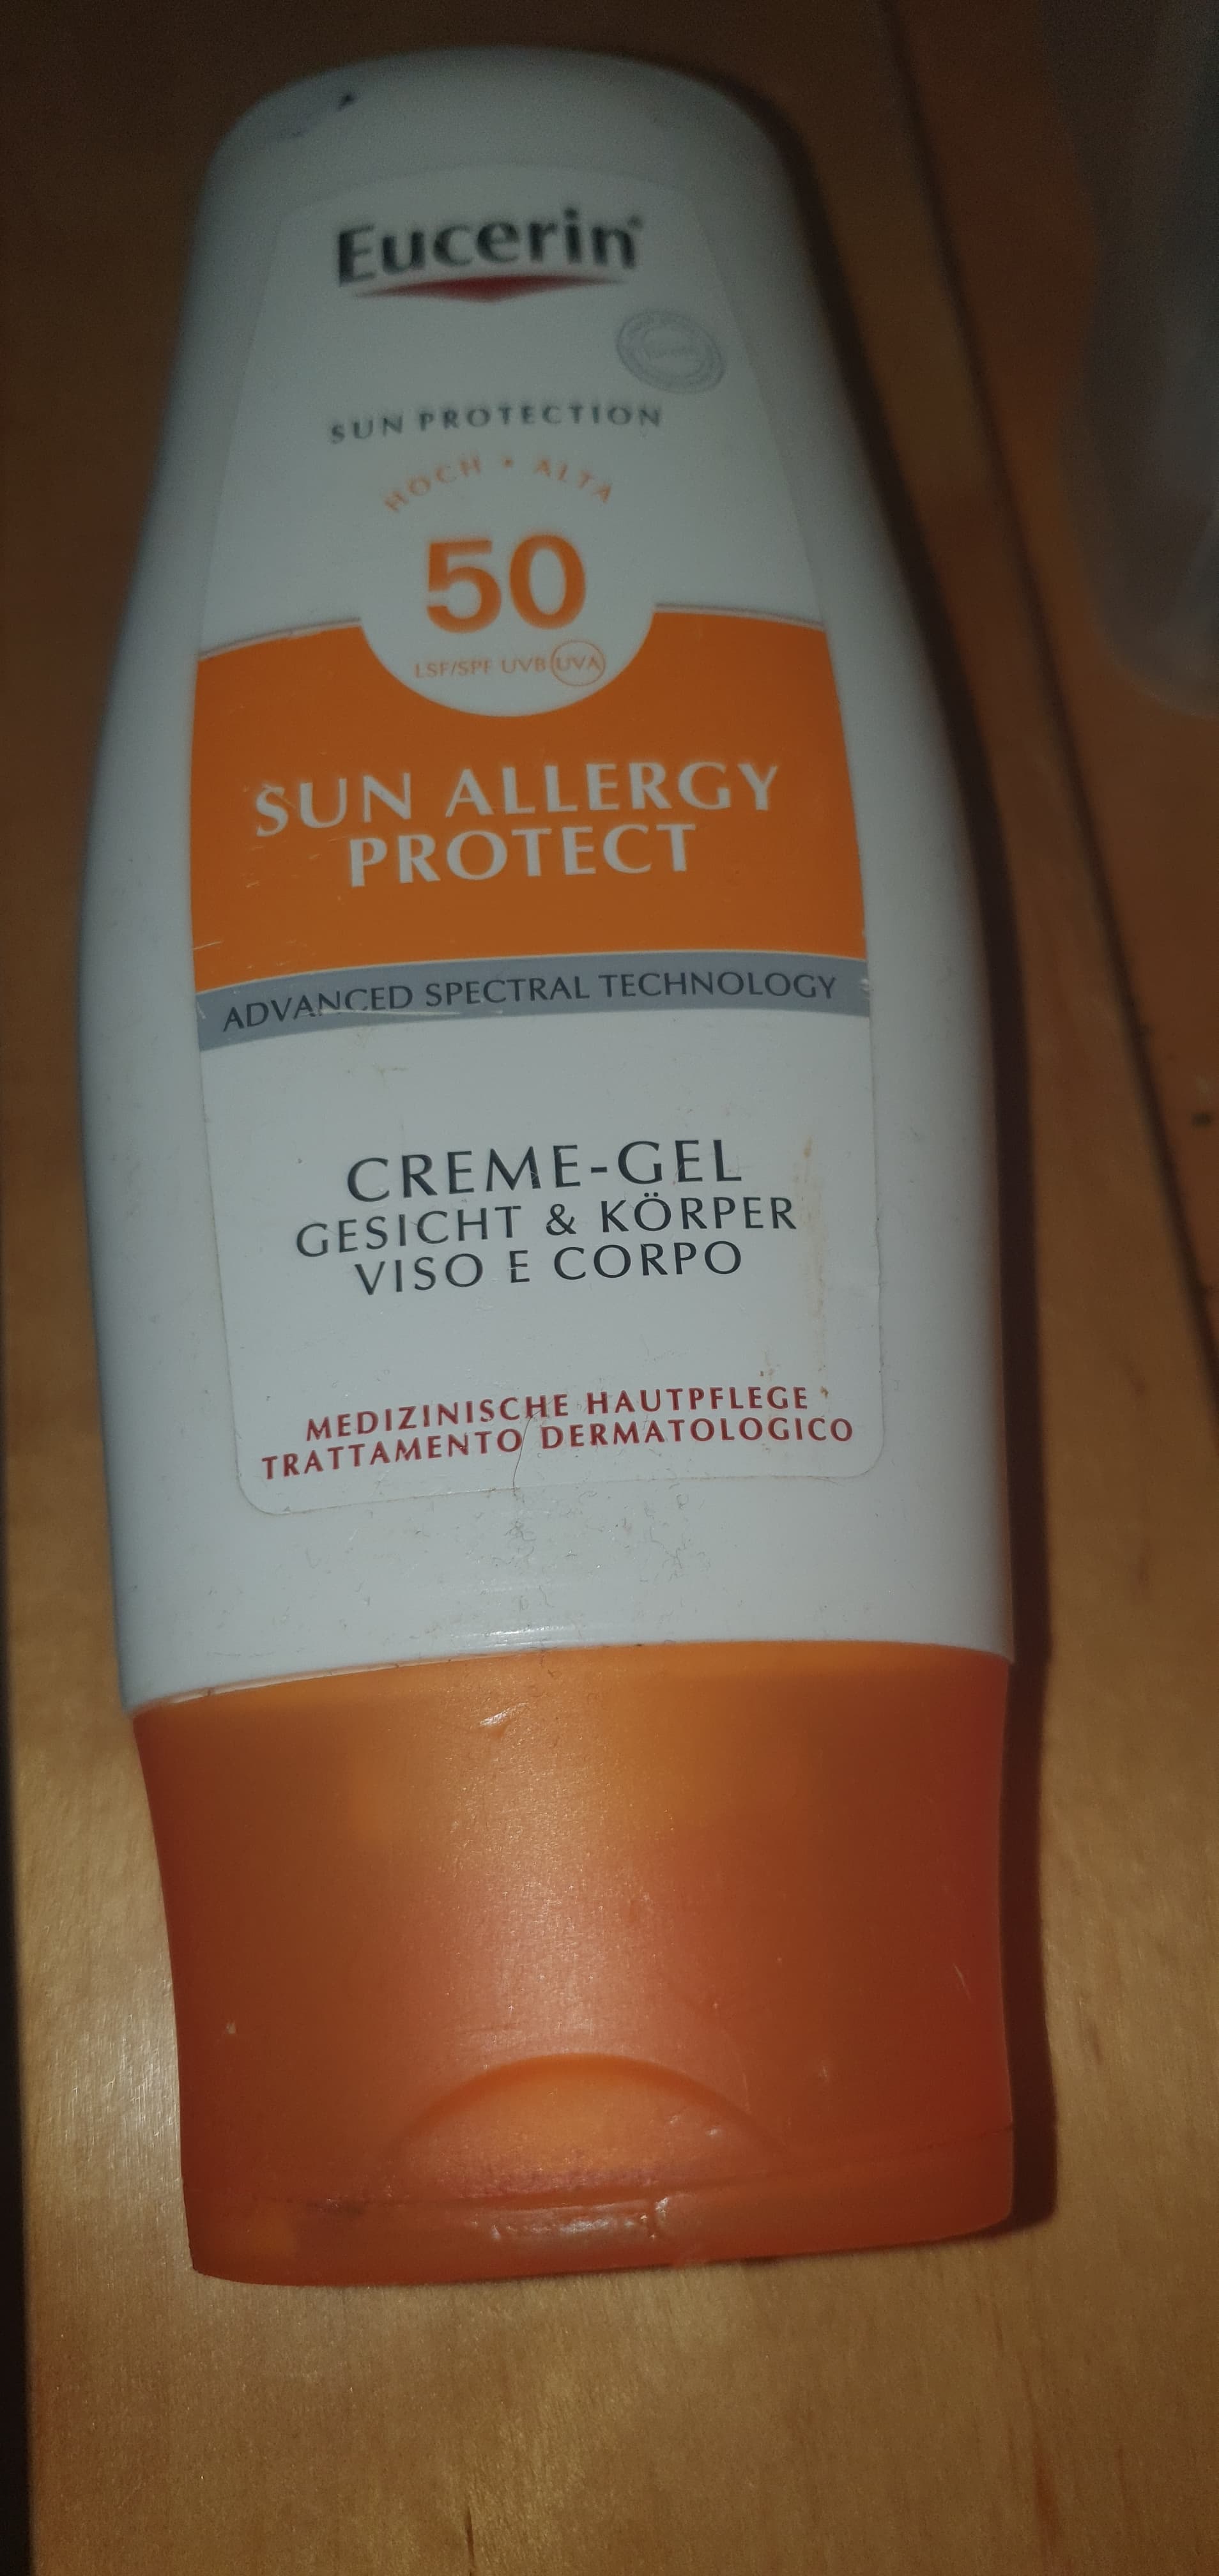 Eucerin®
SUN PROTECTION
HOCH • ALTA
50
LSF/SPF UVB UVA
SUN ALLERGY
PROTECT
ADVANCED SPECTRAL TECHNOLOGY
CREME-GEL
GESICHT & KÖRPER
VISO E CORPO
MEDIZINISCHE HAUTPFLEGE
TRATTAMENTO DERMATOLOGICO